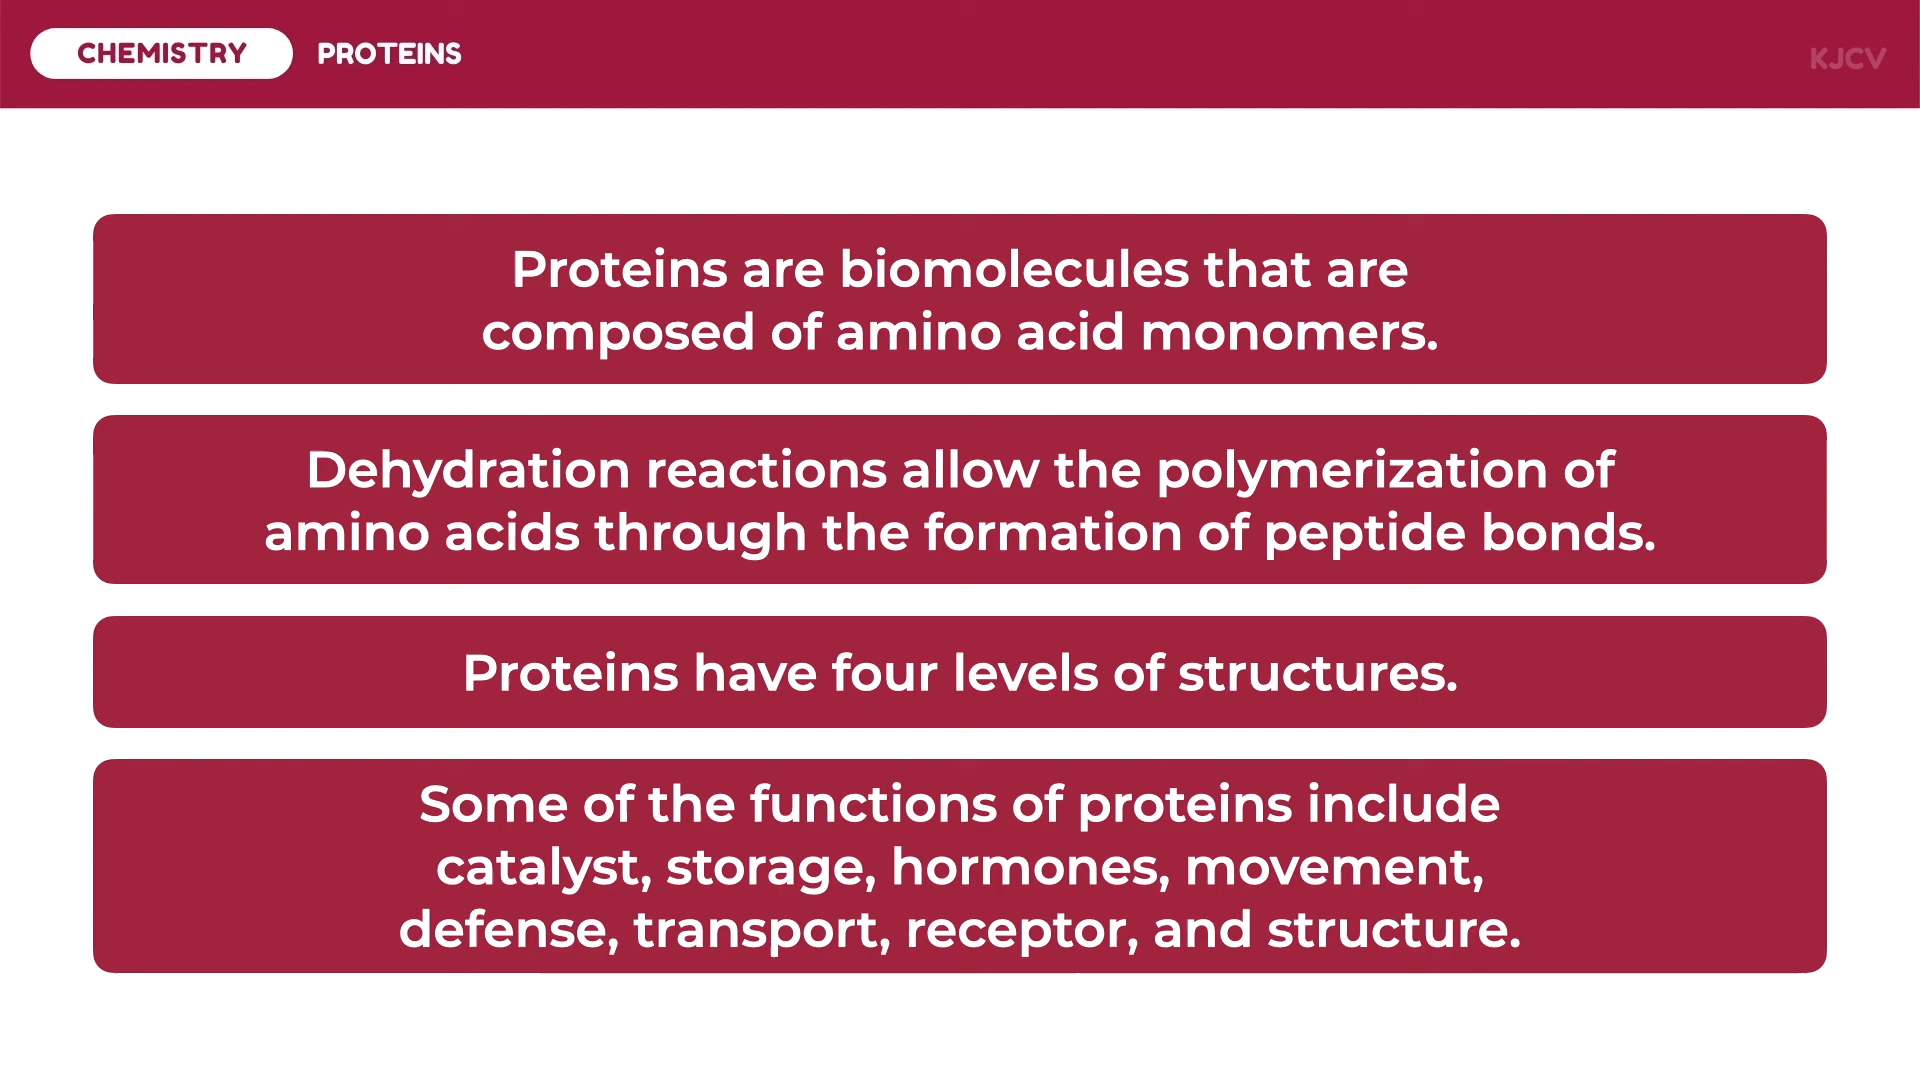 CHEMISTRY PROTEINS KJCV
Proteins are biomolecules that are
composed of amino acid monomers.
Dehydration reactions allow the polymerization of
amino acids through the formation of peptide bonds.
Proteins have four levels of structures.
Some of the functions of proteins include
catalyst, storage, hormones, movement,
defense, transport, receptor, and structure.